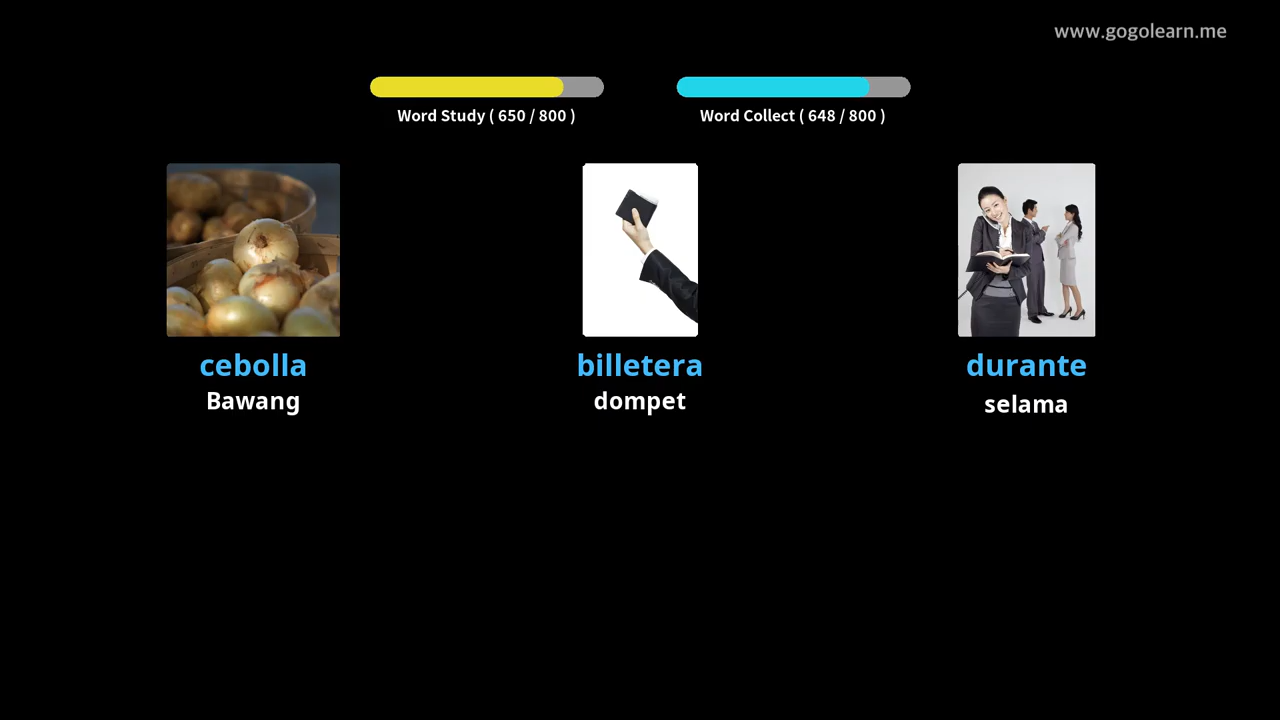 www.gogolearn.me
Word Study ( 650 / 800 )
Word Collect ( 648 / 800 )
cebolla
Bawang
billetera
dompet
durante
selama